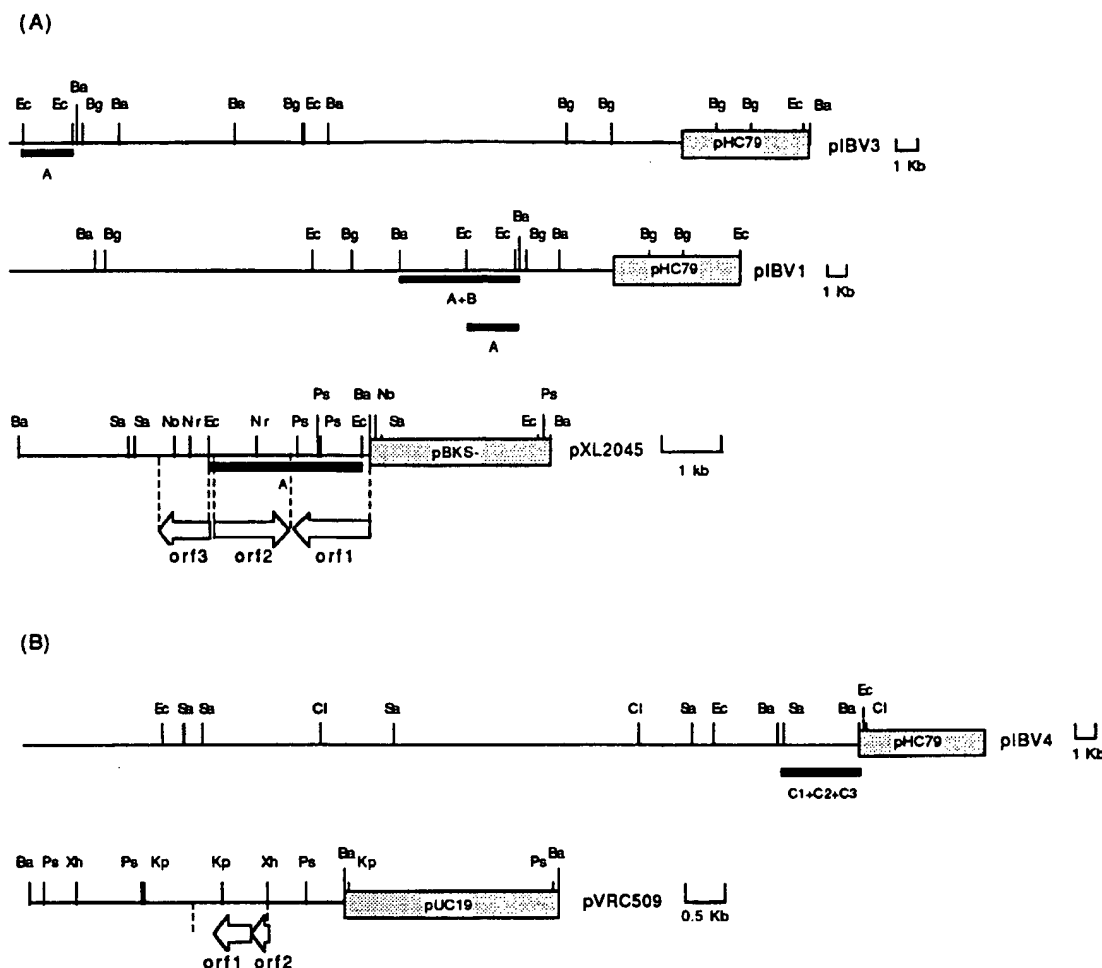 (A)
Ba
Ec Ec Bg Ba Ba Bg Ec Ba Bg Bg Bg Bg Ec Ba
pHC79
pIBV3
1 Kb
A
Ba
Ba Bg Ec Bg Ba Ec Ec Bg Ba Bg Bg Ec
pHC79
pIBV1
1 Kb
A+B
A
Ps Ba Nb Ps
Ba Sa Sa Nb Nr Ec Nr Ps Ps Ec Sa Ec Ba
pBKS-
pXL2045
1 kb
A
orf3 orf2 orf1
(B)
Ec
Ec Sa Sa Cl Sa Cl Sa Ec Ba Sa Ba Cl
pHC79
pIBV4
1 Kb
C1+C2+C3
Ba Ps Xh Ps Kp Kp Xh Ps Ba Kp Ps Ba
pUC19
pVRC509
0.5 Kb
orf1 orf2